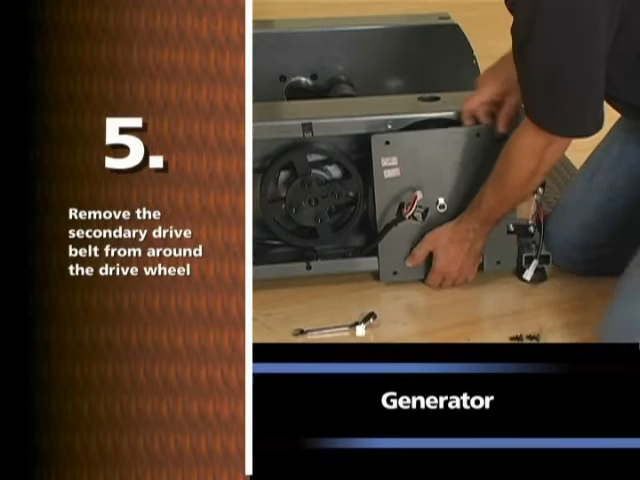 5.
Remove the
secondary drive
belt from around
the drive wheel
Generator